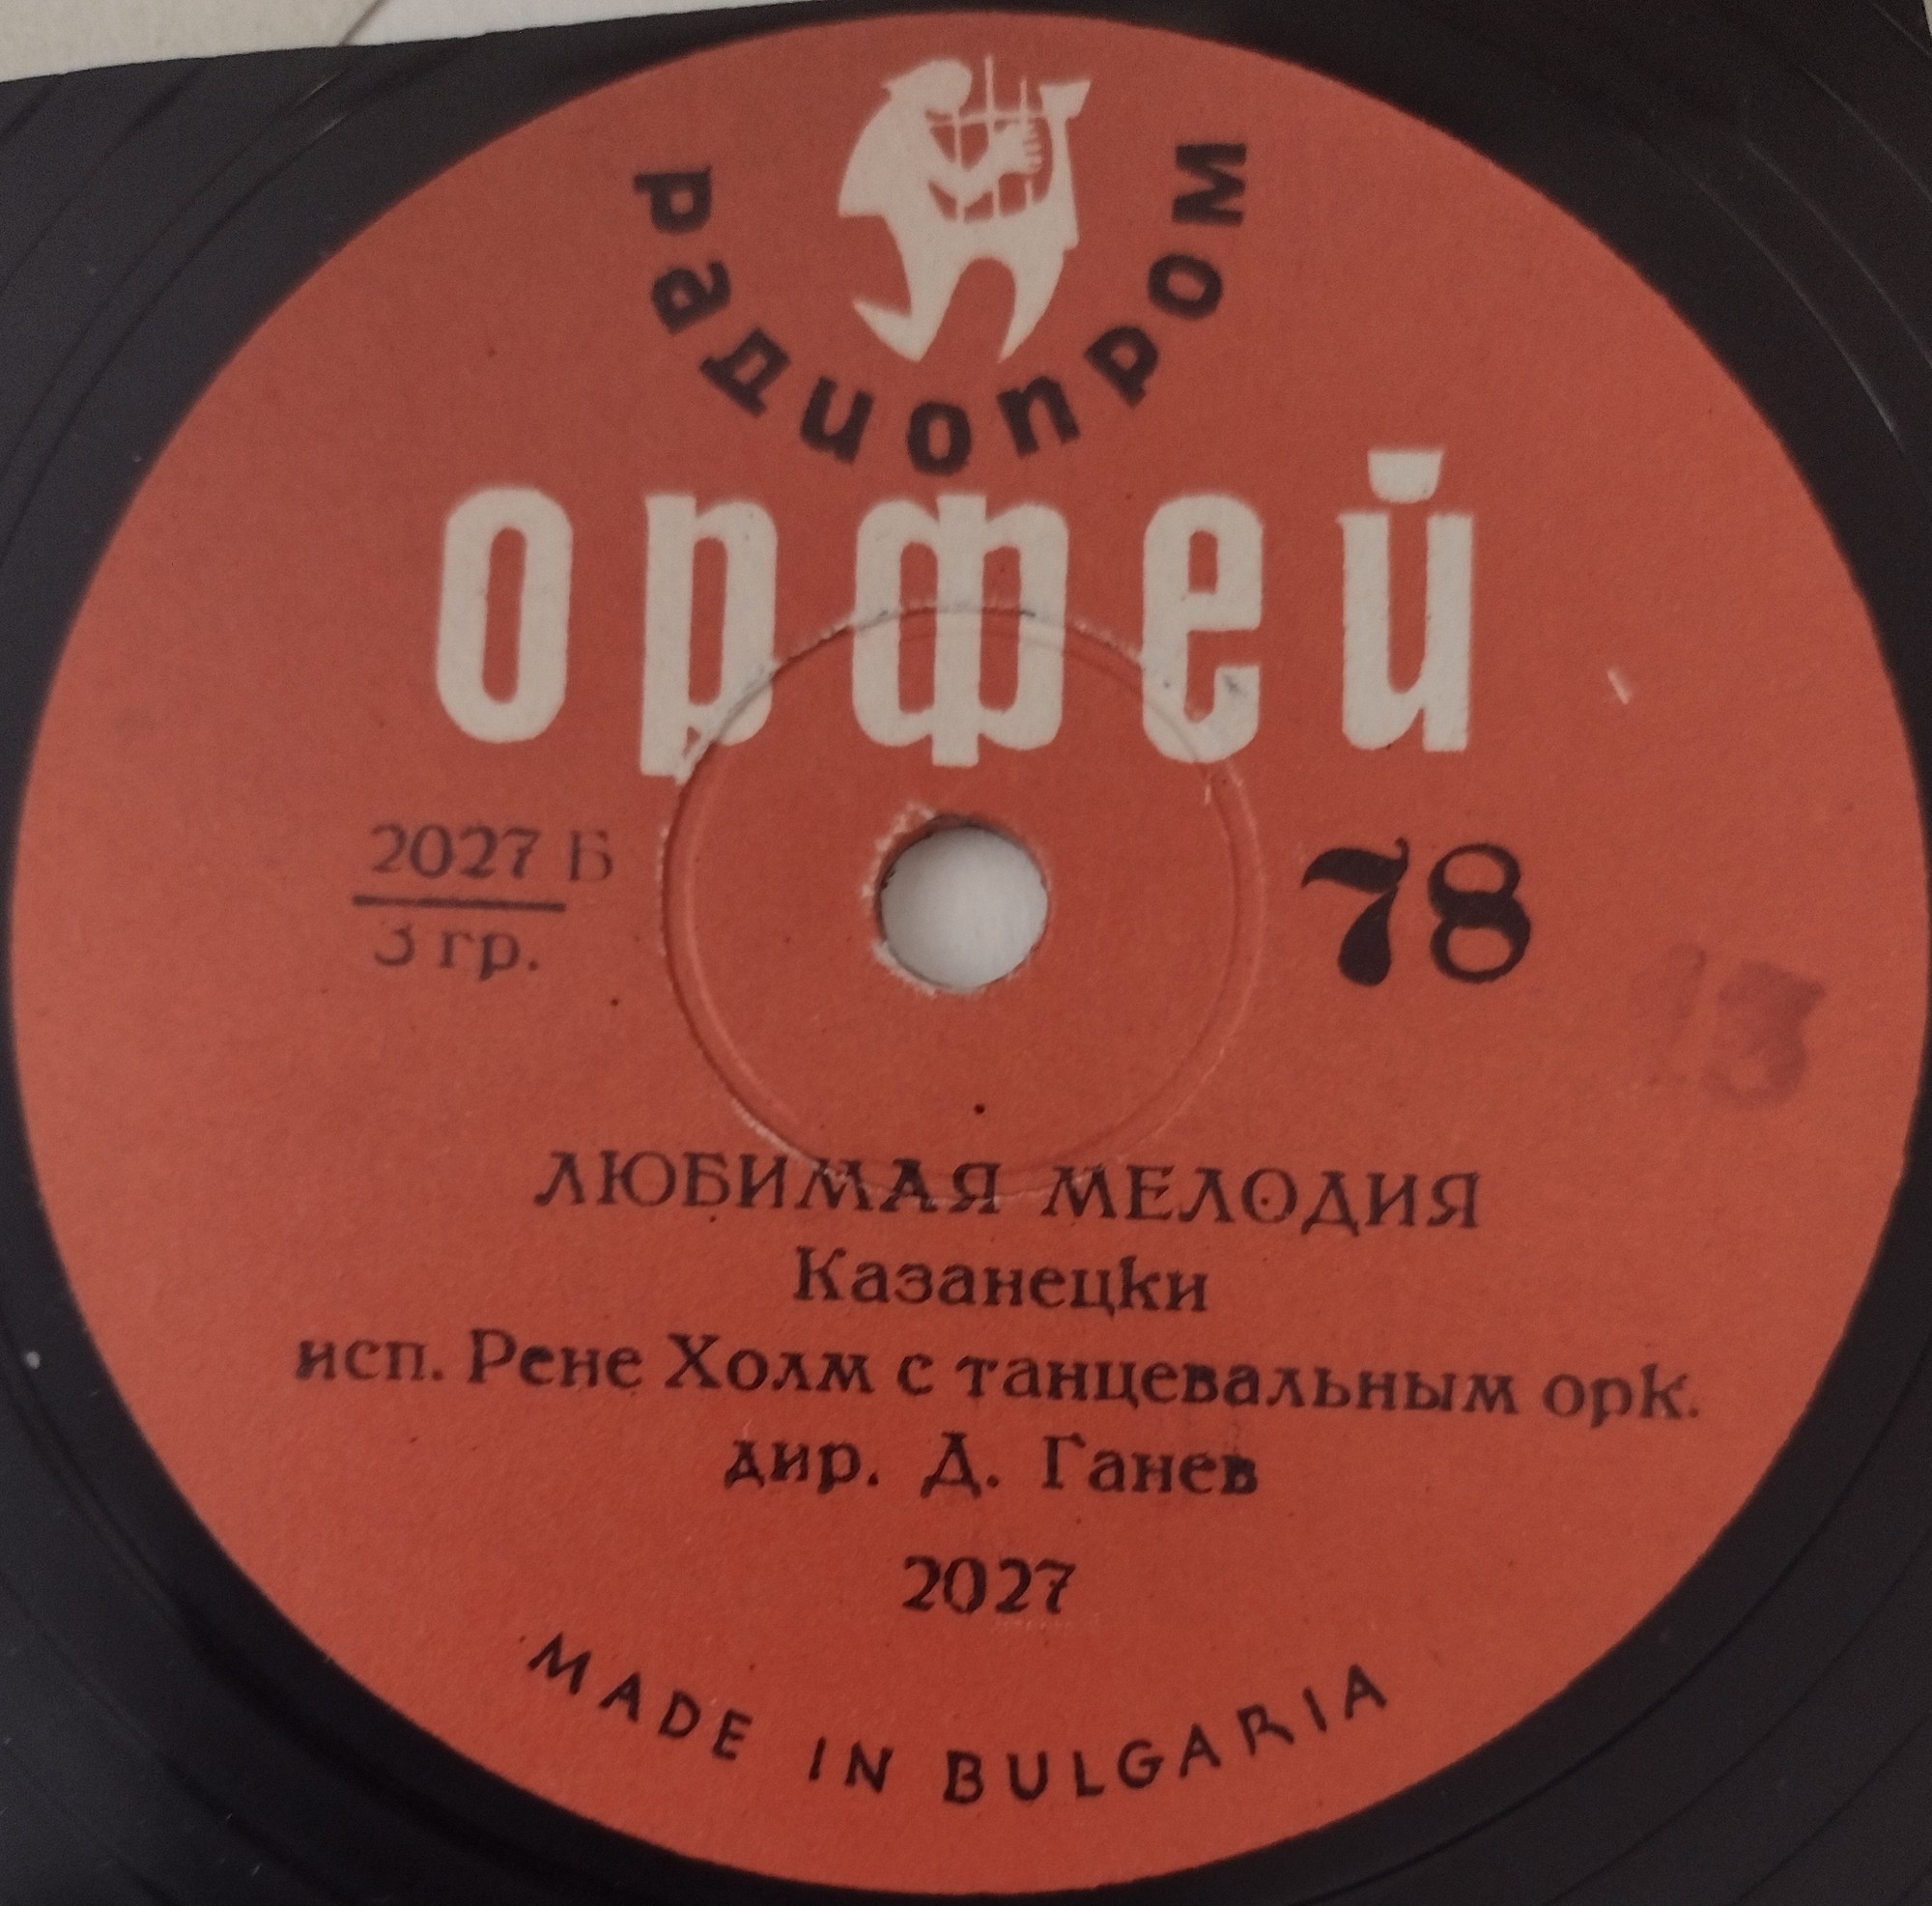 радиопром
орфей
2027 Б
3 гр.
78
13
ЛЮБИМАЯ МЕЛОДИЯ
Казанецки
исп. Рене Холм с танцевальным орк.
дир. Д. Ганев
2027
MADE IN BULGARIA